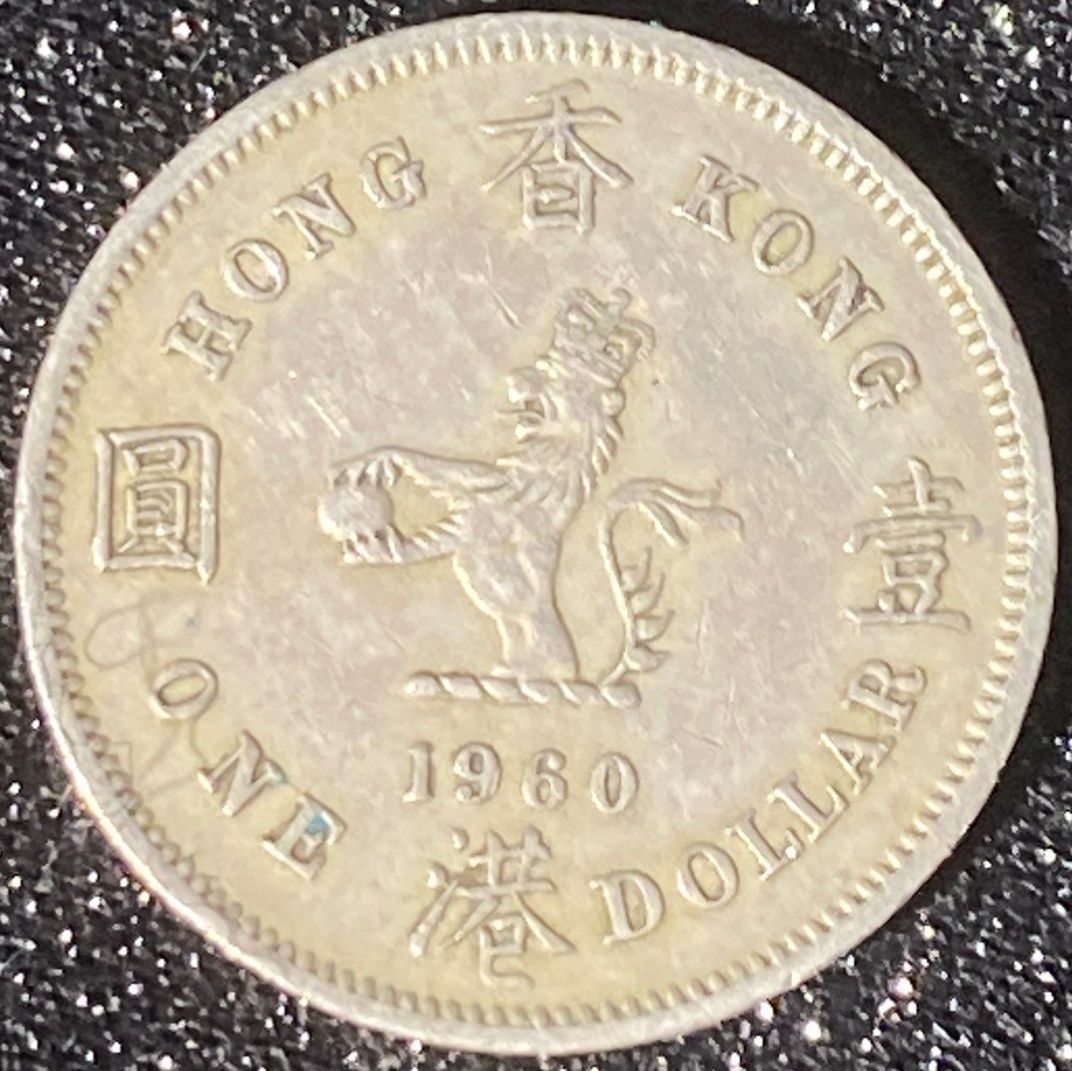 HONG KONG
香
港
壹
圓
1960
ONE DOLLAR